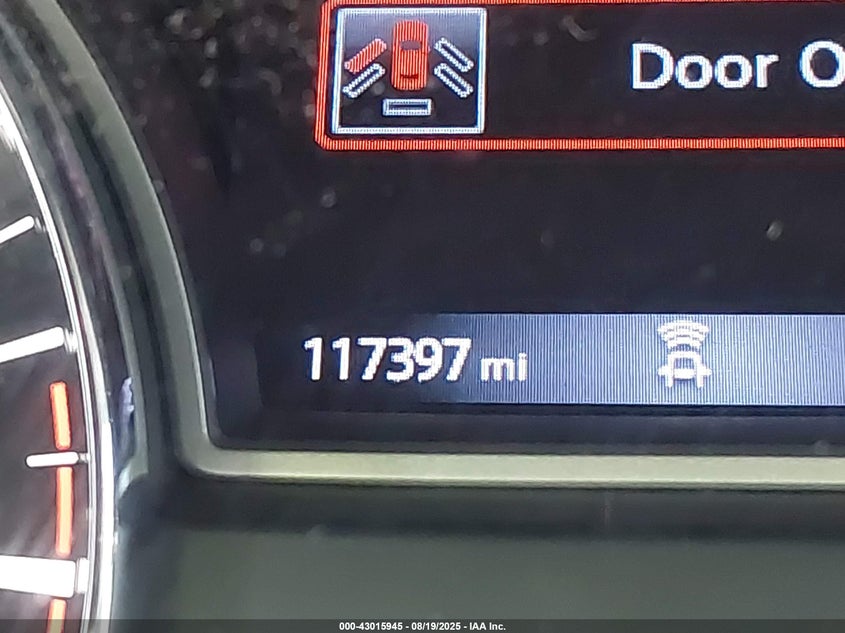 Door O
117397 mi
000-43015945 - 08/19/2025 - IAA Inc.